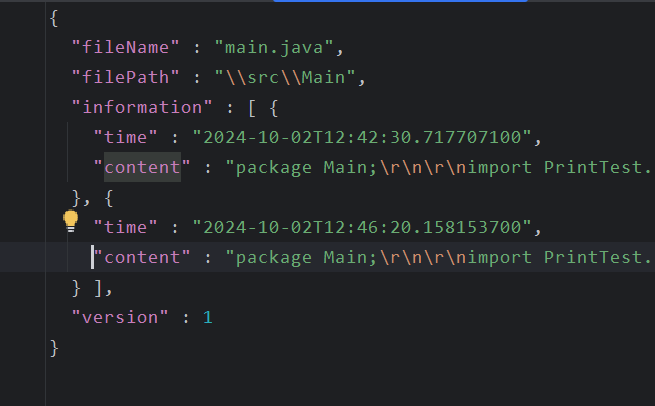 {
"fileName" : "main.java",
"filePath" : "\\src\\Main",
"information" : [ {
"time" : "2024-10-02T12:42:30.717707100",
"content" : "package Main;\r\n\r\nimport PrintTest.
}, {
"time" : "2024-10-02T12:46:20.158153700",
"content" : "package Main;\r\n\r\nimport PrintTest.
} ],
"version" : 1
}